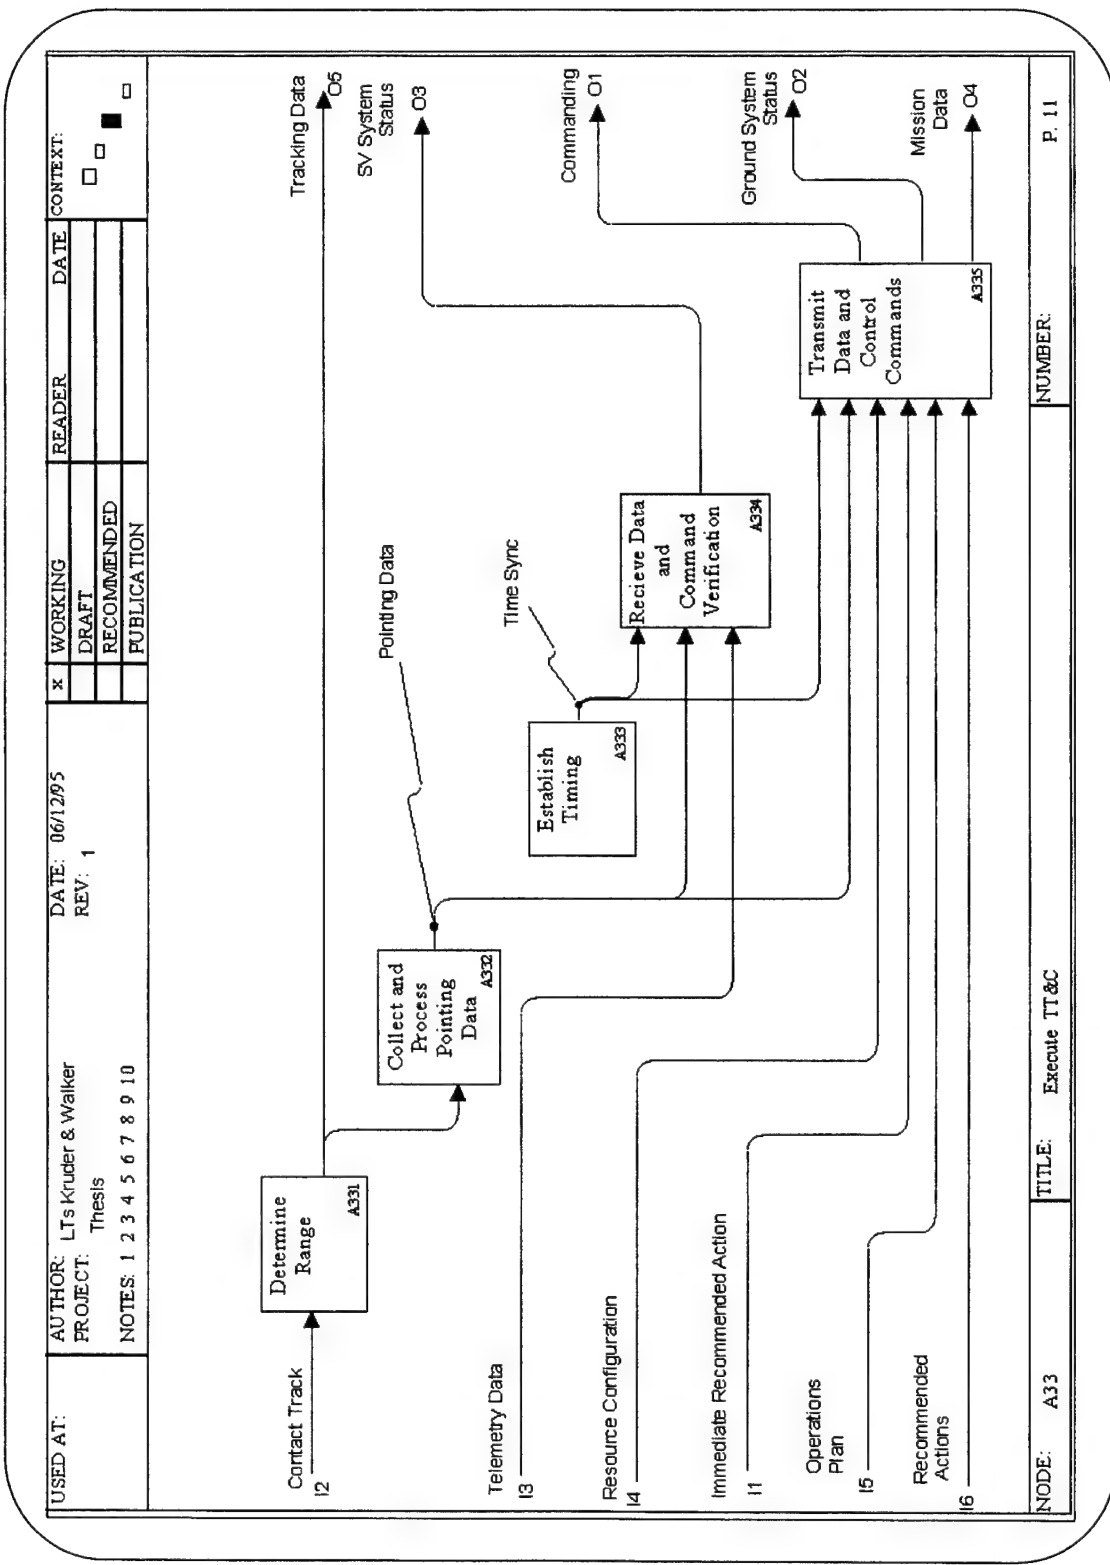 USED AT:
AUTHOR: LTs Kruder & Walker
PROJECT: Thesis
NOTES: 1 2 3 4 5 6 7 8 9 10
DATE: 06/12/95
REV: 1
x WORKING
DRAFT
RECOMMENDED
PUBLICATION
READER DATE
CONTEXT:
Contact Track
I2
Determine
Range
A331
Tracking Data
O5
Telemetry Data
I3
Collect and
Process
Pointing
Data
A332
Pointing Data
SV System
Status
O3
Resource Configuration
I4
Establish
Timing
A333
Time Sync
Commanding
O1
Immediate Recommended Action
I1
Recieve Data
and
Command
Verification
A334
Ground System
Status
O2
Operations
Plan
I5
Transmit
Data and
Control
Commands
A335
Mission
Data
O4
Recommended
Actions
I6
NODE: A33
TITLE: Execute TT&C
NUMBER: P. 11